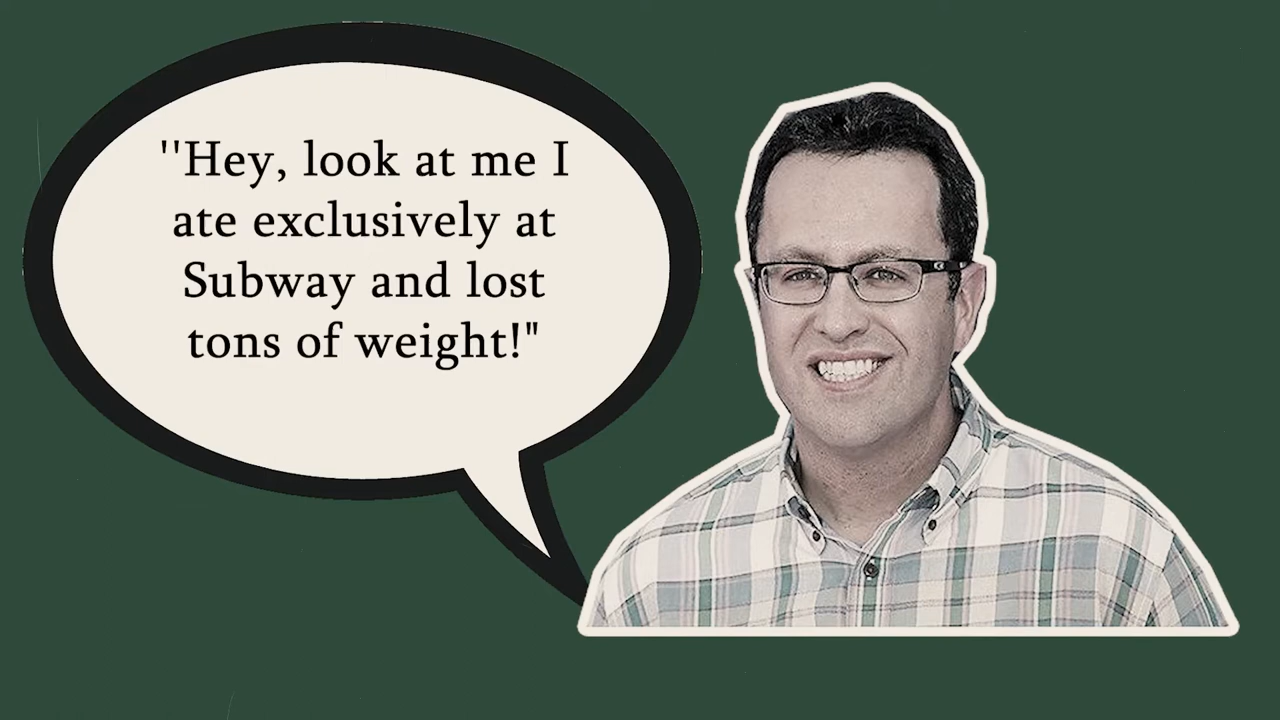 ''Hey, look at me I
ate exclusively at
Subway and lost
tons of weight!"